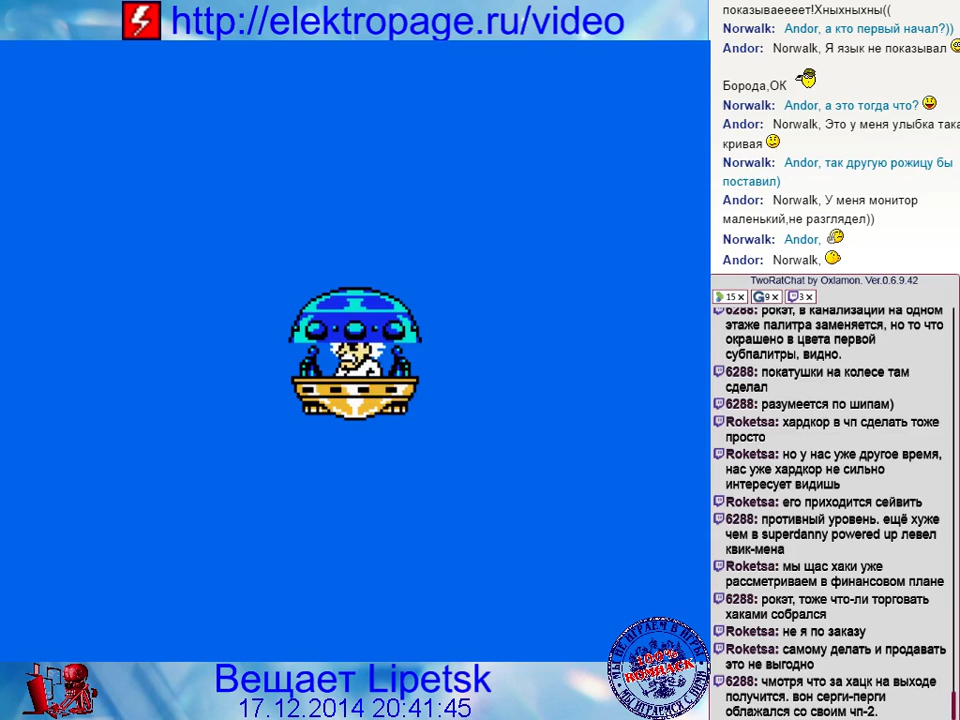 http://elektropage.ru/video
показываеееет!Хныхныхны((
Norwalk: Andor, а кто первый начал?))
Andor: Norwalk, Я язык не показывал
Борода,ОК
Norwalk: Andor, а это тогда что?
Andor: Norwalk, Это у меня улыбка така
кривая
Norwalk: Andor, так другую рожицу бы
поставил)
Andor: Norwalk, У меня монитор
маленький,не разглядел))
Norwalk: Andor,
Andor: Norwalk,
TwoRatChat by Oxlamon. Ver.0.6.9.42
15 x 9 x 3 x
6288: рокэт, в канализации на одном
этаже палитра заменяется, но то что
окрашено в цвета первой
субпалитры, видно.
6288: покатушки на колесе там
сделал
6288: разумеется по шипам)
Roketsa: хардкор в чп сделать тоже
просто
Roketsa: но у нас уже другое время,
нас уже хардкор не сильно
интересует видишь
Roketsa: его приходится сейвить
6288: противный уровень. ещё хуже
чем в superdanny powered up левел
квик-мена
Roketsa: мы щас хаки уже
рассметриваем в финансовом плане
6288: рокэт, тоже что-ли торговать
хаками собрался
Roketsa: не я по заказу
Roketsa: самому делать и продавать
это не выгодно
6288: чмотря что за хацк на выходе
получится. вон серги-перги
облажался со своим чп-2.
Вещает Lipetsk
17.12.2014 20:41:45
МЫ НЕ ИГРАЕМ В ИГРЫ
100%
ROMHACK